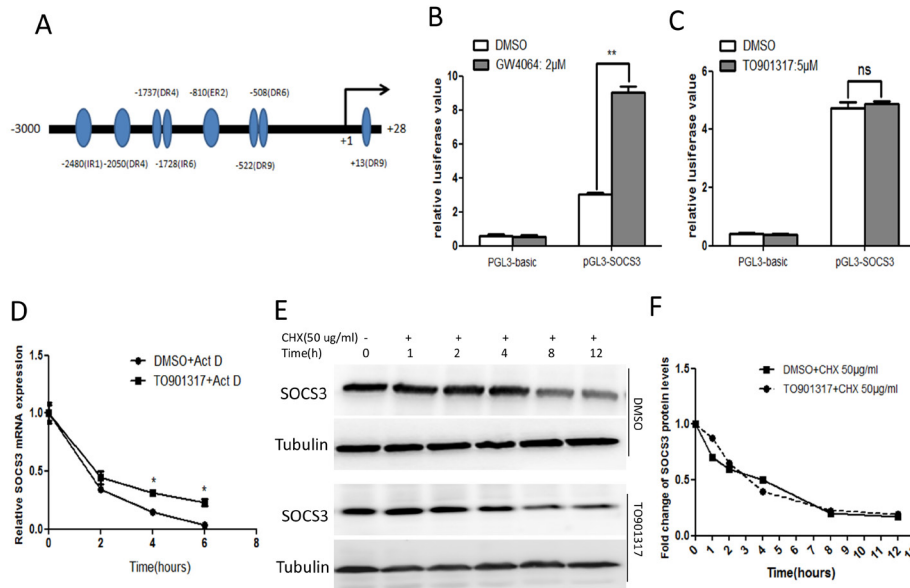 A
-1737(DR4)
-810(ER2)
-508(DR6)
-3000
+1
+28
-2480(IR1)
-2050(DR4)
-1728(IR6)
-522(DR9)
+13(DR9)
B
DMSO
GW4064: 2μM
**
relative lusiferase value
10
8
6
4
2
0
PGL3-basic
pGL3-SOCS3
C
DMSO
TO901317:5μM
ns
relative lusiferase value
6
4
2
0
PGL3-basic
pGL3-SOCS3
D
DMSO+Act D
TO901317+Act D
Relative SOCS3 mRNA expression
1.5
1.0
0.5
0.0
* *
0 2 4 6 8
Time(hours)
E
CHX(50 ug/ml) - + + + + +
Time(h) 0 1 2 4 8 12
SOCS3
Tubulin
DMSO
SOCS3
Tubulin
TO901317
F
DMSO+CHX 50μg/ml
TO901317+CHX 50μg/ml
Fold change of SOCS3 protein levels
1.5
1.0
0.5
0.0
0 1 2 3 4 5 6 7 8 9 10 11 12
Time(hours)